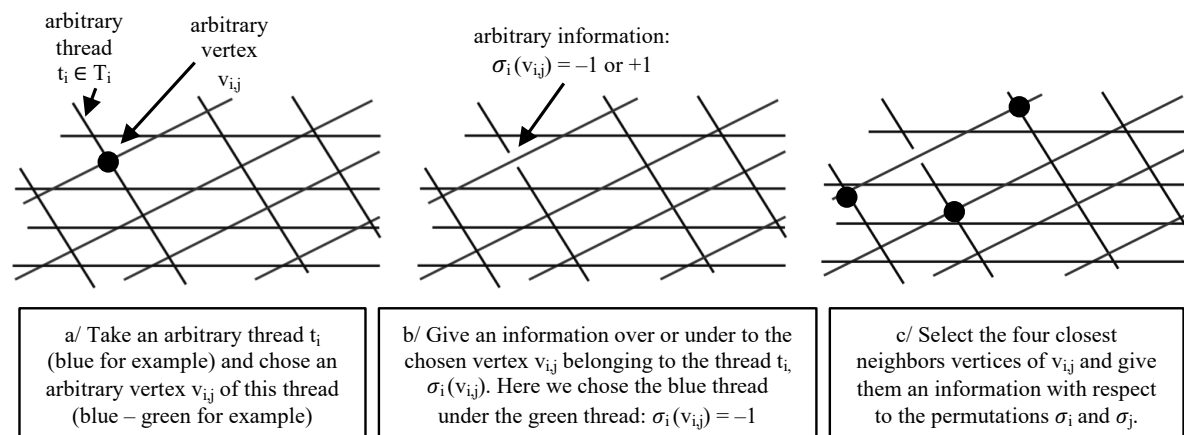 arbitrary
thread
tᵢ ∈ Tᵢ
arbitrary
vertex
vᵢ,ⱼ
arbitrary information:
σᵢ(vᵢ,ⱼ) = –1 or +1
a/ Take an arbitrary thread tᵢ
(blue for example) and chose an
arbitrary vertex vᵢ,ⱼ of this thread
(blue – green for example)
b/ Give an information over or under to the
chosen vertex vᵢ,ⱼ belonging to the thread tᵢ,
σᵢ(vᵢ,ⱼ). Here we chose the blue thread
under the green thread: σᵢ(vᵢ,ⱼ) = –1
c/ Select the four closest
neighbors vertices of vᵢ,ⱼ and give
them an information with respect
to the permutations σᵢ and σⱼ.